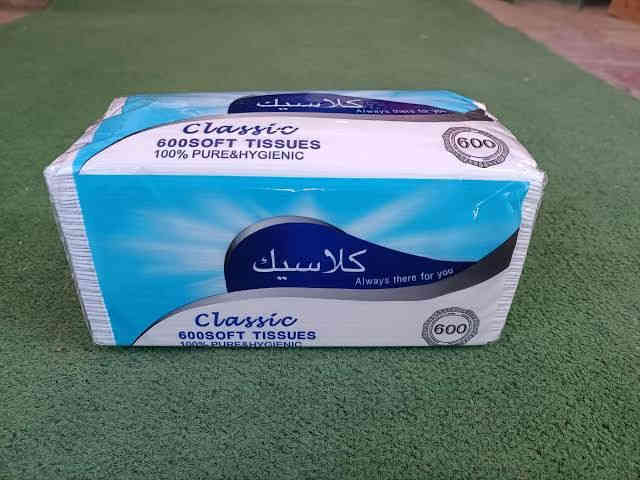 كلاسيك
Always there for you
Classic
600SOFT TISSUES
100% PURE&HYGIENIC
600
كلاسيك
Always there for you
Classic
600SOFT TISSUES
100% PURE&HYGIENIC
600